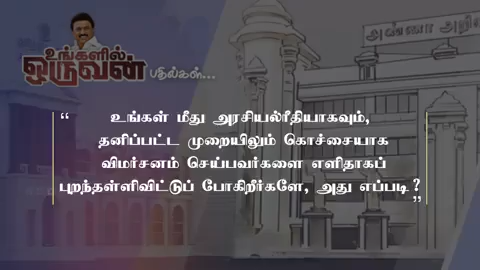 உங்களில்
ஒருவன்
பதில்கள்...
அண்ணா அறி
“ உங்கள் மீது அரசியல்ரீதியாகவும்,
தனிப்பட்ட முறையிலும் கொச்சையாக
விமர்சனம் செய்பவர்களை எளிதாகப்
புறந்தள்ளிவிட்டுப் போகிறீர்களே, அது எப்படி ? ”